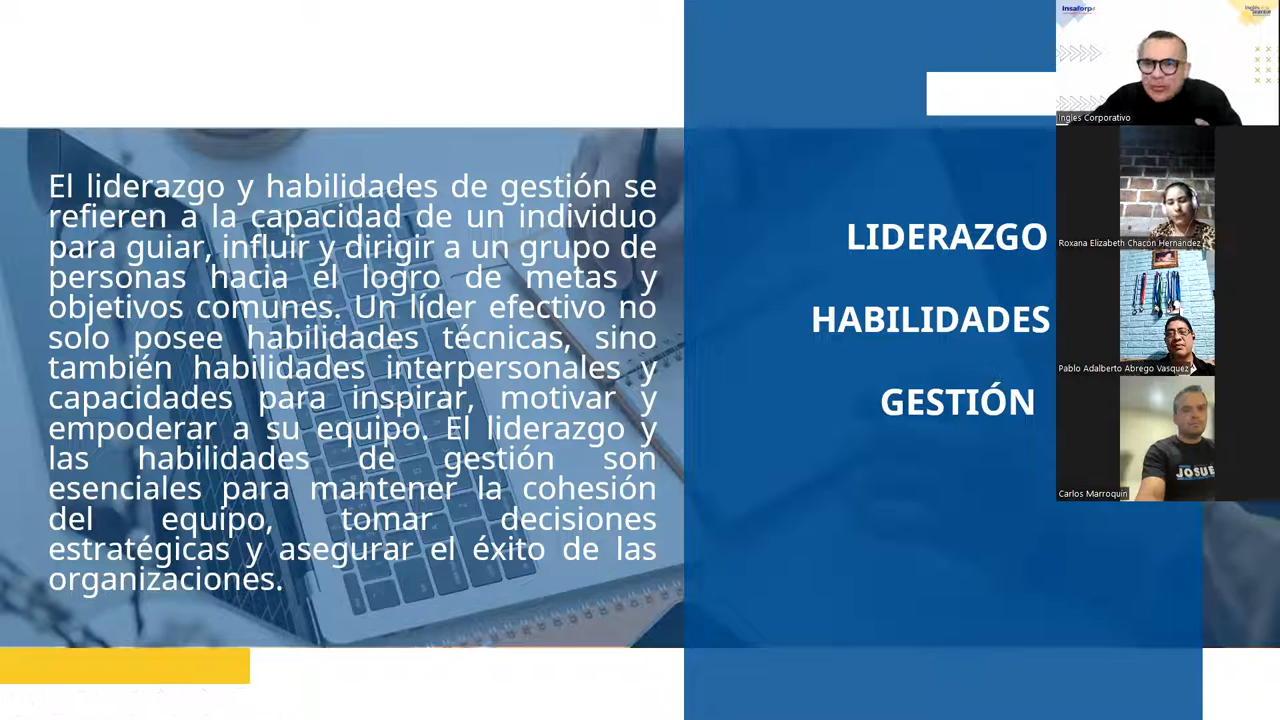 El liderazgo y habilidades de gestión se
refieren a la capacidad de un individuo
para guiar, influir y dirigir a un grupo de
personas hacia el logro de metas y
objetivos comunes. Un líder efectivo no
solo posee habilidades técnicas, sino
también habilidades interpersonales y
capacidades para inspirar, motivar y
empoderar a su equipo. El liderazgo y
las habilidades de gestión son
esenciales para mantener la cohesión
del equipo, tomar decisiones
estratégicas y asegurar el éxito de las
organizaciones.
LIDERAZGO
HABILIDADES
GESTIÓN
Insaforp
Ingles Corporativo
Roxana Elizabeth Chacón Hernández
Pablo Adalberto Abrego Vasquez
JOSUÉ
Carlos Marroquin